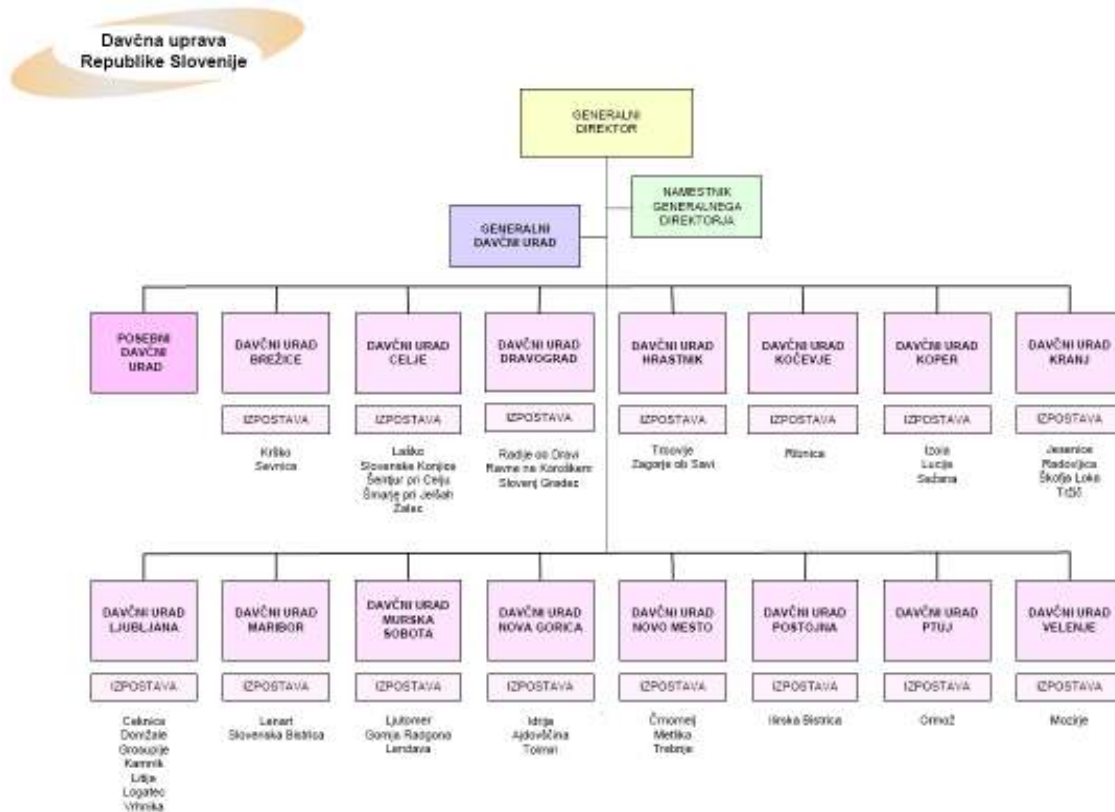 Davčna uprava
Republike Slovenije
GENERALNI
DIREKTOR
NAMESTNIK
GENERALNEGA
DIREKTORJA
GENERALNI
DAVČNI URAD
POSEBNI
DAVČNI
URAD
DAVČNI URAD
BREŽICE
IZPOSTAVA
Krško
Sevnica
DAVČNI URAD
CELJE
IZPOSTAVA
Laško
Slovenske Konjice
Šentjur pri Celju
Šmarje pri Jelšah
Žalec
DAVČNI URAD
DRAVOGRAD
IZPOSTAVA
Radlje ob Dravi
Ravne na Koroškem
Slovenj Gradec
DAVČNI URAD
HRASTNIK
IZPOSTAVA
Trbovlje
Zagorje ob Savi
DAVČNI URAD
KOČEVJE
IZPOSTAVA
Ribnica
DAVČNI URAD
KOPER
IZPOSTAVA
Izola
Lucija
Sežana
DAVČNI URAD
KRANJ
IZPOSTAVA
Jesenice
Radovljica
Škofja Loka
Tržič
DAVČNI URAD
LJUBLJANA
IZPOSTAVA
Cerknica
Domžale
Grosuplje
Kamnik
Litija
Logatec
Vrhnika
DAVČNI URAD
MARIBOR
IZPOSTAVA
Lenart
Slovenska Bistrica
DAVČNI URAD
MURSKA
SOBOTA
IZPOSTAVA
Ljutomer
Gornja Radgona
Lendava
DAVČNI URAD
NOVA GORICA
IZPOSTAVA
Idrija
Ajdovščina
Tolmin
DAVČNI URAD
NOVO MESTO
IZPOSTAVA
Črnomelj
Metlika
Trebnje
DAVČNI URAD
POSTOJNA
IZPOSTAVA
Ilirska Bistrica
DAVČNI URAD
PTUJ
IZPOSTAVA
Ormož
DAVČNI URAD
VELENJE
IZPOSTAVA
Mozirje